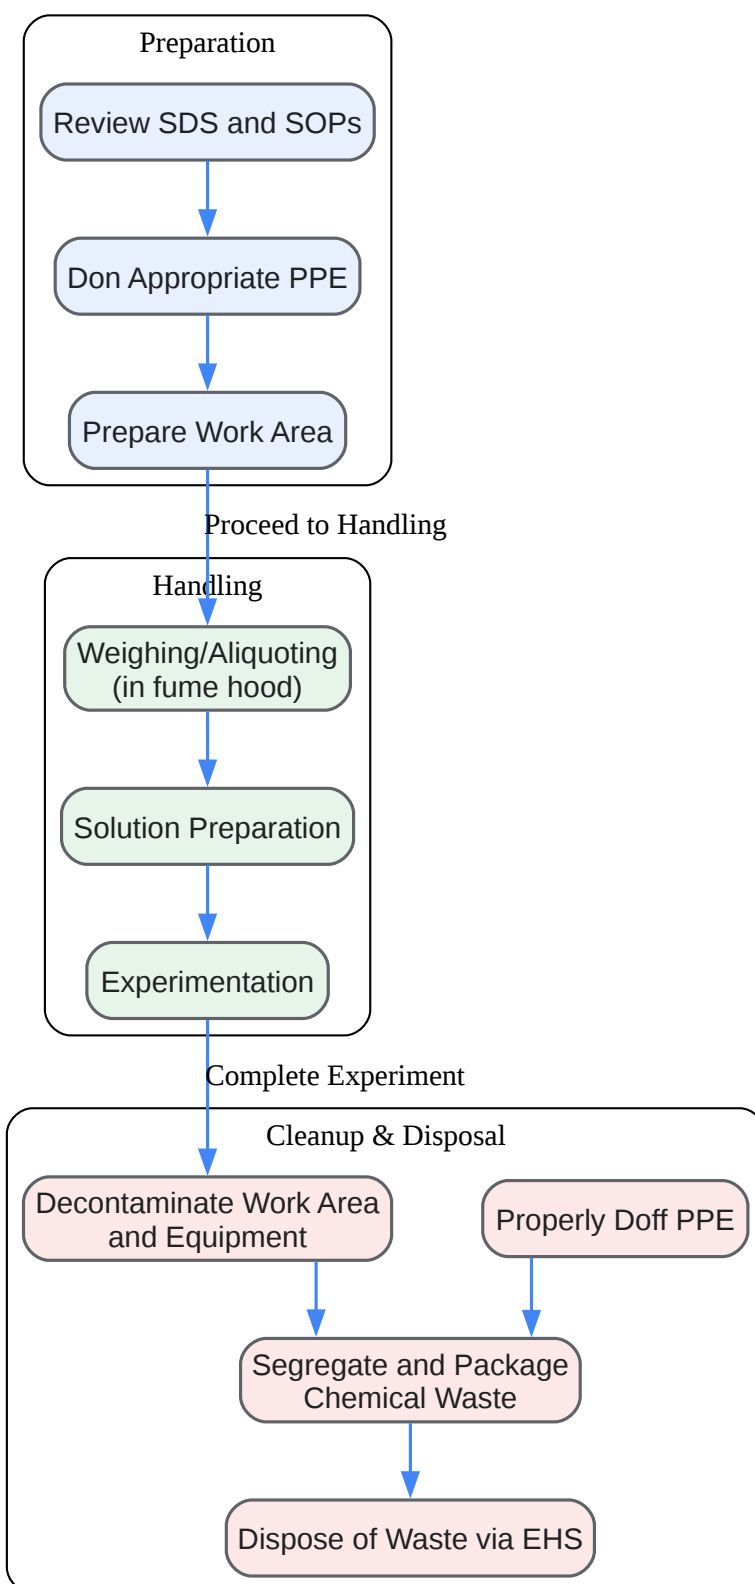 Preparation
Review SDS and SOPs
Don Appropriate PPE
Prepare Work Area
Proceed to Handling
Handling
Weighing/Aliquoting
(in fume hood)
Solution Preparation
Experimentation
Complete Experiment
Cleanup & Disposal
Decontaminate Work Area
and Equipment
Properly Doff PPE
Segregate and Package
Chemical Waste
Dispose of Waste via EHS